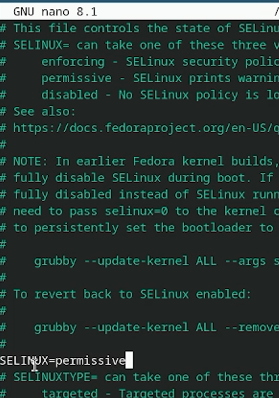 GNU nano 8.1
# This file controls the state of SELinu
# SELINUX= can take one of these three v
# enforcing - SELinux security polic
# permissive - SELinux prints warnin
# disabled - No SELinux policy is lo
# See also:
# https://docs.fedoraproject.org/en-US/q
#
# NOTE: In earlier Fedora kernel builds,
# fully disable SELinux during boot. If
# fully disabled instead of SELinux runn
# need to pass selinux=0 to the kernel c
# to persistently set the bootloader to
#
# grubby --update-kernel ALL --args s
#
# To revert back to SELinux enabled:
#
# grubby --update-kernel ALL --remove
#
SELINUX=permissive
# SELINUXTYPE= can take one of these thr
# targeted - Targeted processes are